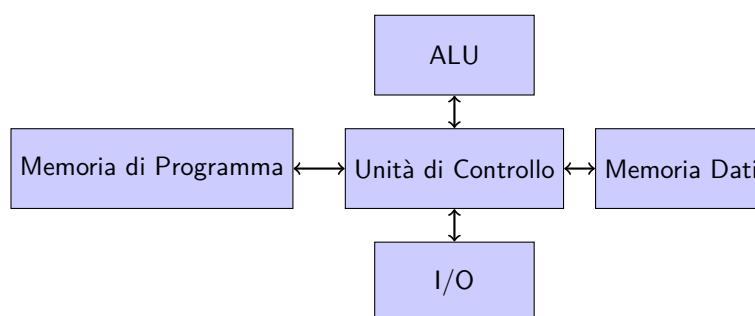 ALU
Memoria di Programma
Unità di Controllo
Memoria Dati
I/O